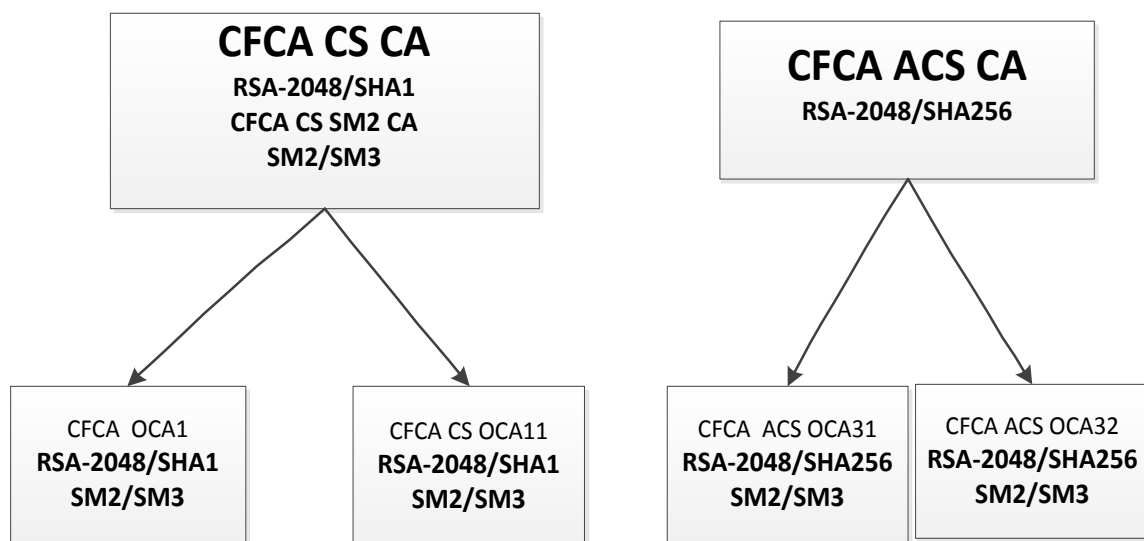 CFCA CS CA
RSA-2048/SHA1
CFCA CS SM2 CA
SM2/SM3
CFCA ACS CA
RSA-2048/SHA256
CFCA OCA1
RSA-2048/SHA1
SM2/SM3
CFCA CS OCA11
RSA-2048/SHA1
SM2/SM3
CFCA ACS OCA31
RSA-2048/SHA256
SM2/SM3
CFCA ACS OCA32
RSA-2048/SHA256
SM2/SM3